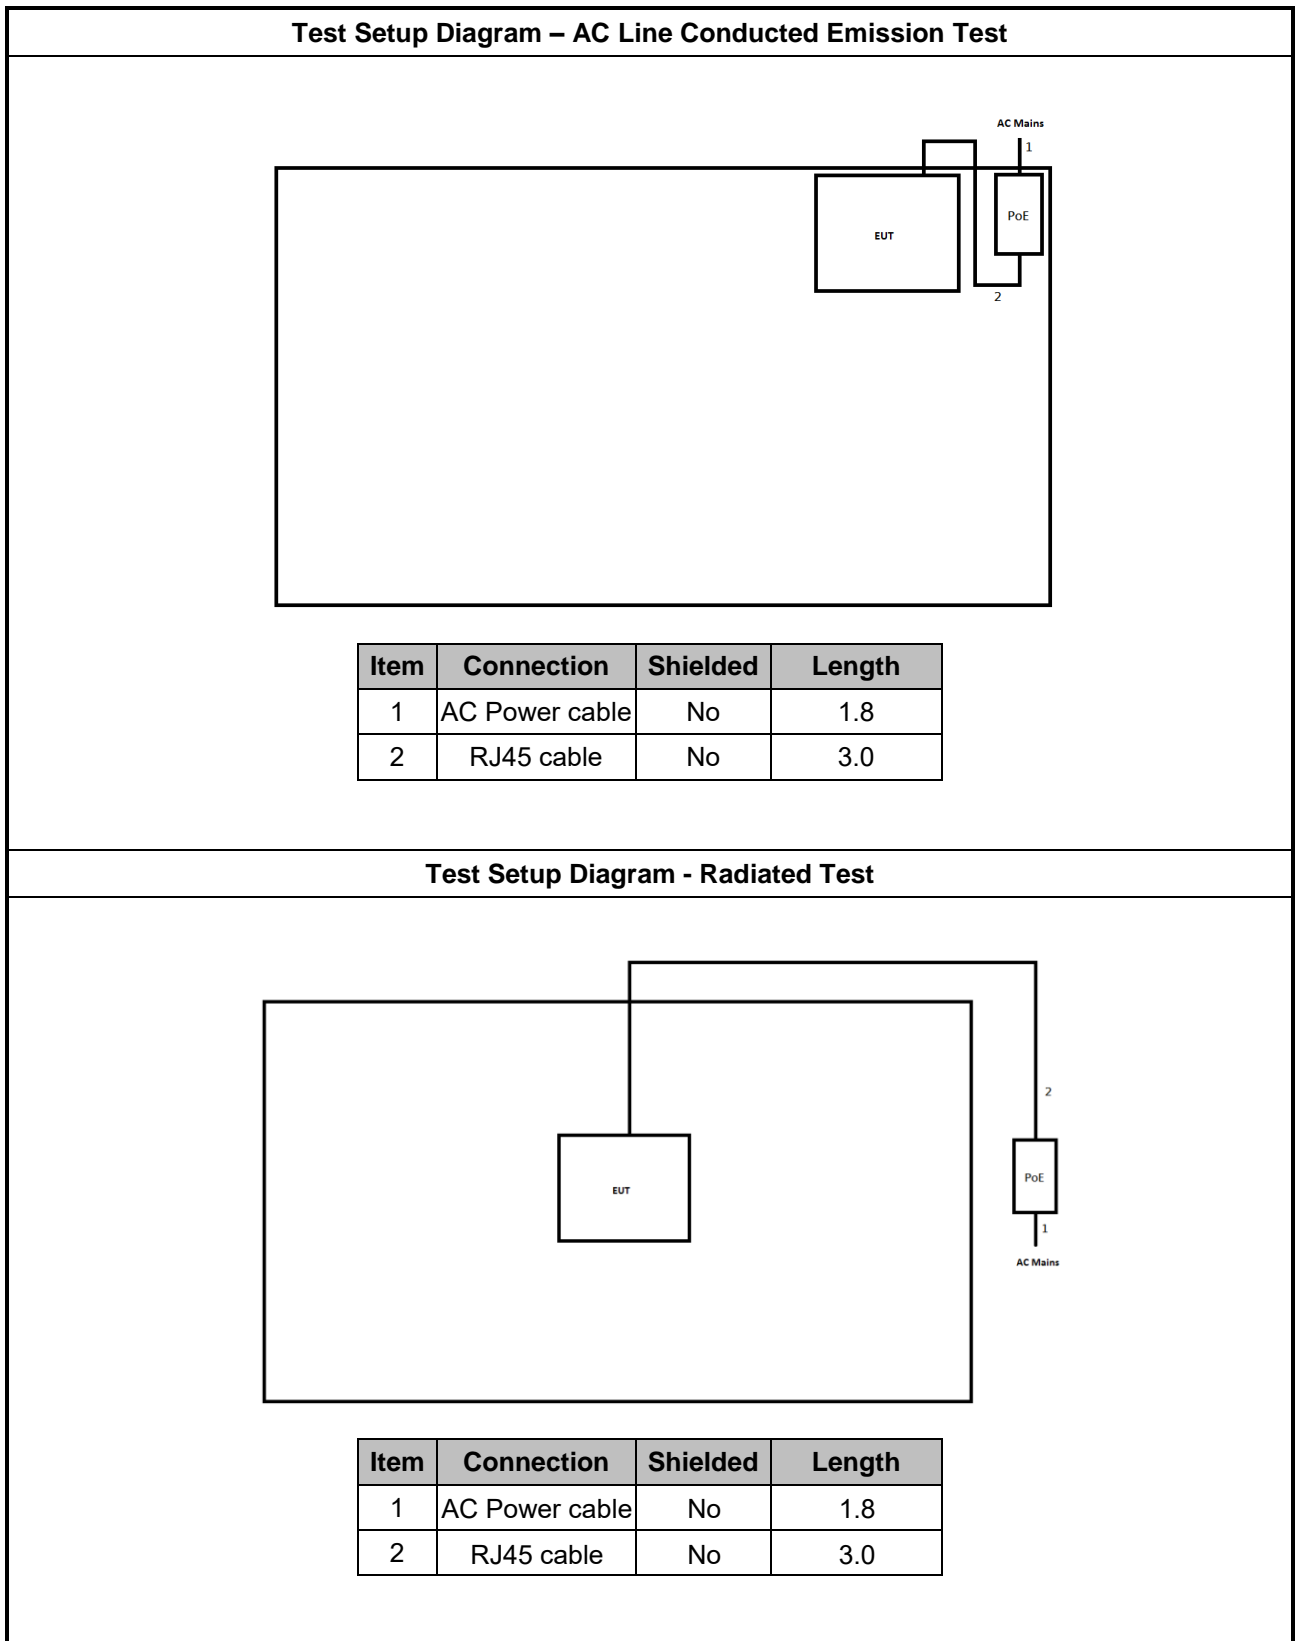 Test Setup Diagram – AC Line Conducted Emission Test
AC Mains
1
PoE
EUT
2
Item Connection Shielded Length
1 AC Power cable No 1.8
2 RJ45 cable No 3.0
Test Setup Diagram - Radiated Test
2
PoE
EUT
1
AC Mains
Item Connection Shielded Length
1 AC Power cable No 1.8
2 RJ45 cable No 3.0